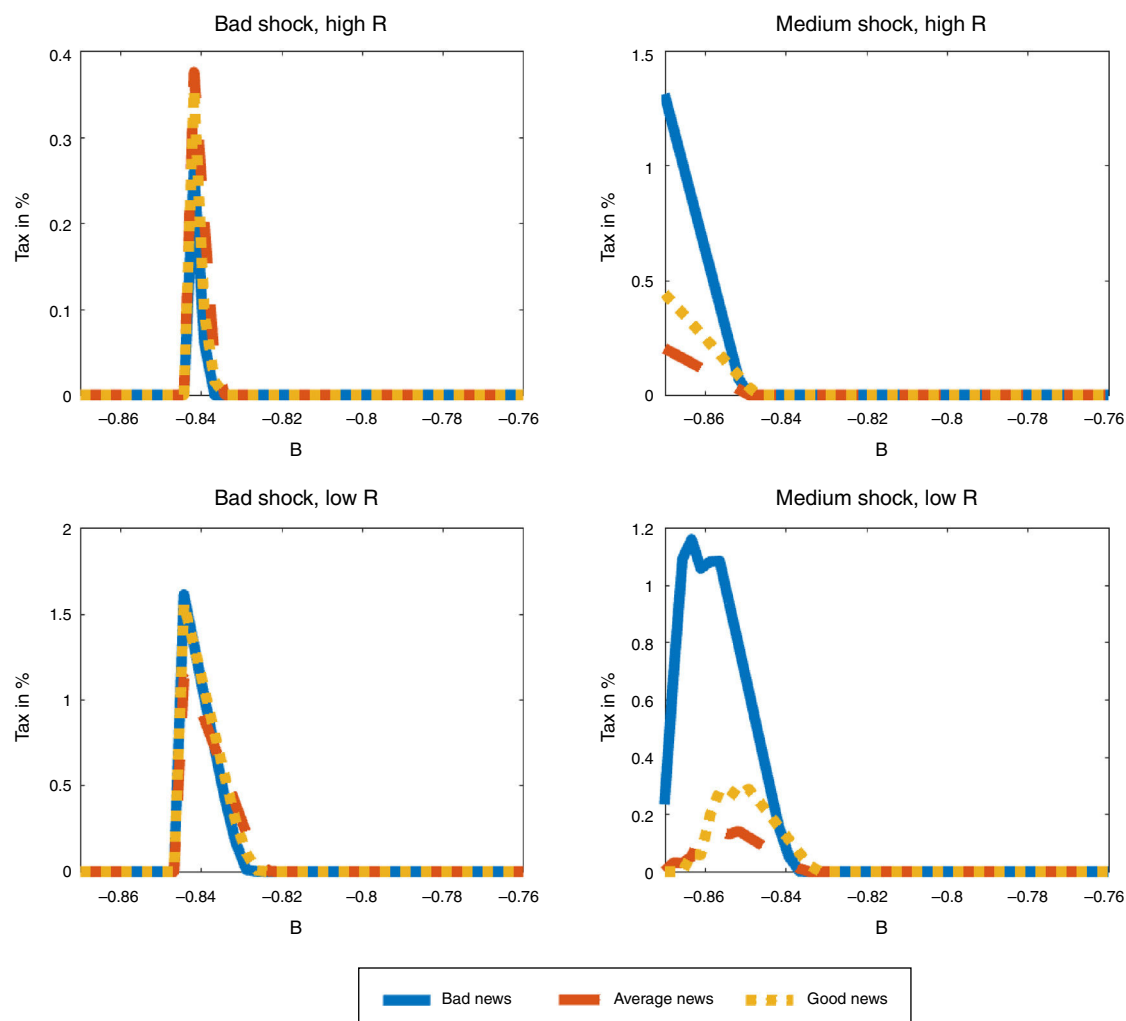 Bad shock, high R
0.4
0.3
0.2
0.1
0
Tax in %
–0.86 –0.84 –0.82 –0.8 –0.78 –0.76
B
Medium shock, high R
1.5
1
0.5
0
Tax in %
–0.86 –0.84 –0.82 –0.8 –0.78 –0.76
B
Bad shock, low R
2
1.5
1
0.5
0
Tax in %
–0.86 –0.84 –0.82 –0.8 –0.78 –0.76
B
Medium shock, low R
1.2
1
0.8
0.6
0.4
0.2
0
Tax in %
–0.86 –0.84 –0.82 –0.8 –0.78 –0.76
B
Bad news Average news Good news